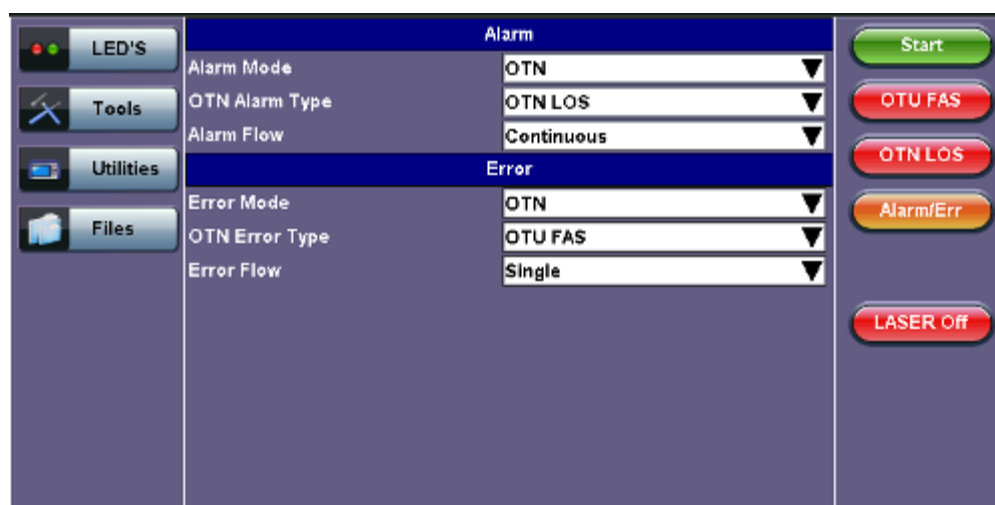 LED'S
Tools
Utilities
Files
Alarm
Alarm Mode OTN
OTN Alarm Type OTN LOS
Alarm Flow Continuous
Error
Error Mode OTN
OTN Error Type OTU FAS
Error Flow Single
Start
OTU FAS
OTN LOS
Alarm/Err
LASER Off